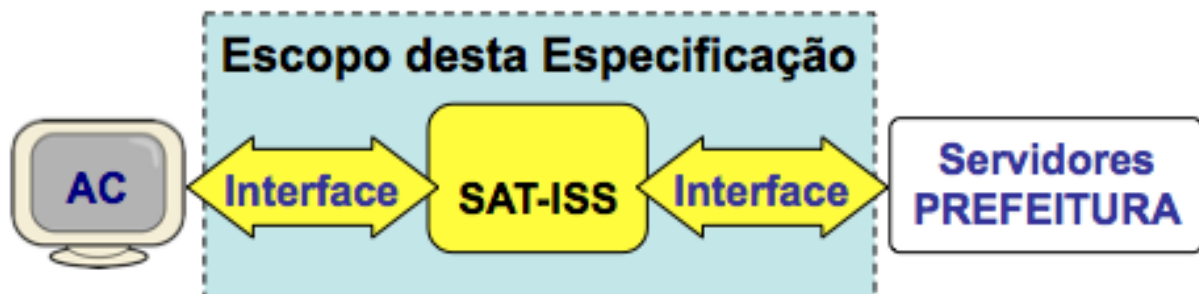 Escopo desta Especificação
AC
Interface
SAT-ISS
Interface
Servidores
PREFEITURA